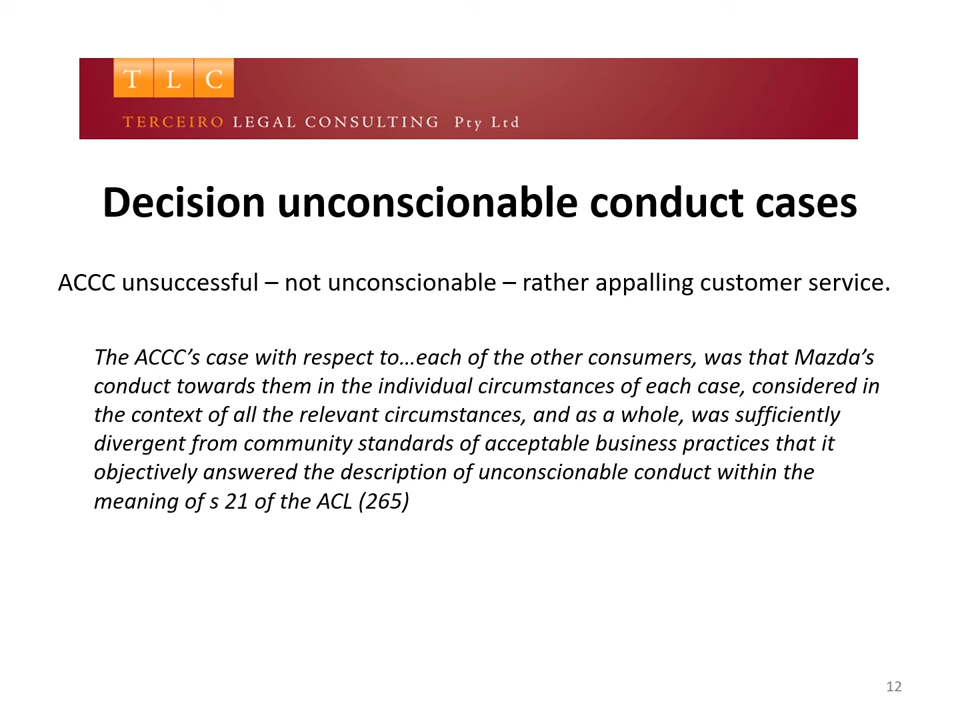 T L C
TERCEIRO LEGAL CONSULTING Pty Ltd
Decision unconscionable conduct cases
ACCC unsuccessful – not unconscionable – rather appalling customer service.
The ACCC’s case with respect to…each of the other consumers, was that Mazda’s
conduct towards them in the individual circumstances of each case, considered in
the context of all the relevant circumstances, and as a whole, was sufficiently
divergent from community standards of acceptable business practices that it
objectively answered the description of unconscionable conduct within the
meaning of s 21 of the ACL (265)
12